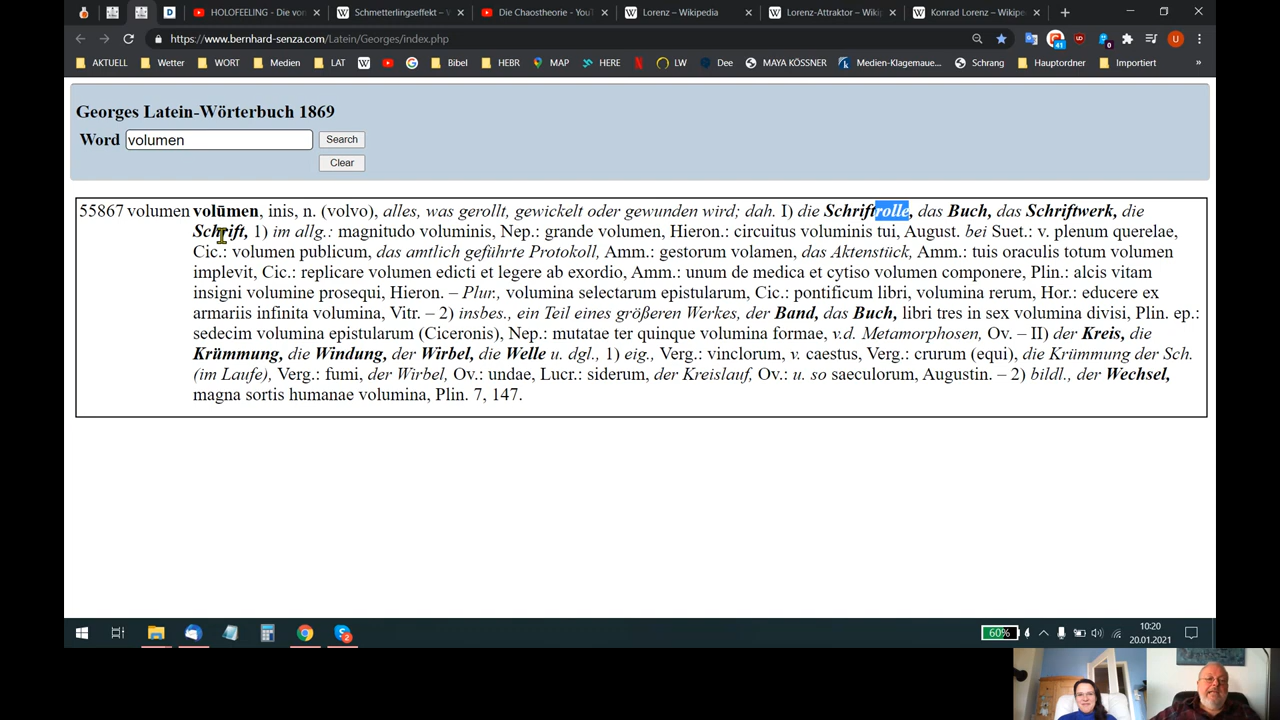 HOLOFEELING - Die vor
Schmetterlingseffekt – W
Die Chaostheorie - YouT
Lorenz – Wikipedia
Lorenz-Attraktor – Wikip
Konrad Lorenz – Wikipe
https://www.bernhard-senza.com/Latein/Georges/index.php
41
0
U
AKTUELL Wetter WORT Medien LAT Bibel HEBR MAP HERE LW Dee MAYA KÖSSNER Medien-Klagemaue... Schrang Hauptordner Importiert »
Georges Latein-Wörterbuch 1869
Word volumen Search
Clear
55867 volumen volūmen, inis, n. (volvo), alles, was gerollt, gewickelt oder gewunden wird; dah. I) die Schriftrolle, das Buch, das Schriftwerk, die
Schrift, 1) im allg.: magnitudo voluminis, Nep.: grande volumen, Hieron.: circuitus voluminis tui, August. bei Suet.: v. plenum querelae,
Cic.: volumen publicum, das amtlich geführte Protokoll, Amm.: gestorum volamen, das Aktenstück, Amm.: tuis oraculis totum volumen
implevit, Cic.: replicare volumen edicti et legere ab exordio, Amm.: unum de medica et cytiso volumen componere, Plin.: alcis vitam
insigni volumine prosequi, Hieron. – Plur., volumina selectarum epistularum, Cic.: pontificum libri, volumina rerum, Hor.: educere ex
armariis infinita volumina, Vitr. – 2) insbes., ein Teil eines größeren Werkes, der Band, das Buch, libri tres in sex volumina divisi, Plin. ep.:
sedecim volumina epistularum (Ciceronis), Nep.: mutatae ter quinque volumina formae, v.d. Metamorphosen, Ov. – II) der Kreis, die
Krümmung, die Windung, der Wirbel, die Welle u. dgl., 1) eig., Verg.: vinclorum, v. caestus, Verg.: crurum (equi), die Krümmung der Sch.
(im Laufe), Verg.: fumi, der Wirbel, Ov.: undae, Lucr.: siderum, der Kreislauf, Ov.: u. so saeculorum, Augustin. – 2) bildl., der Wechsel,
magna sortis humanae volumina, Plin. 7, 147.
60%
10:20
20.01.2021